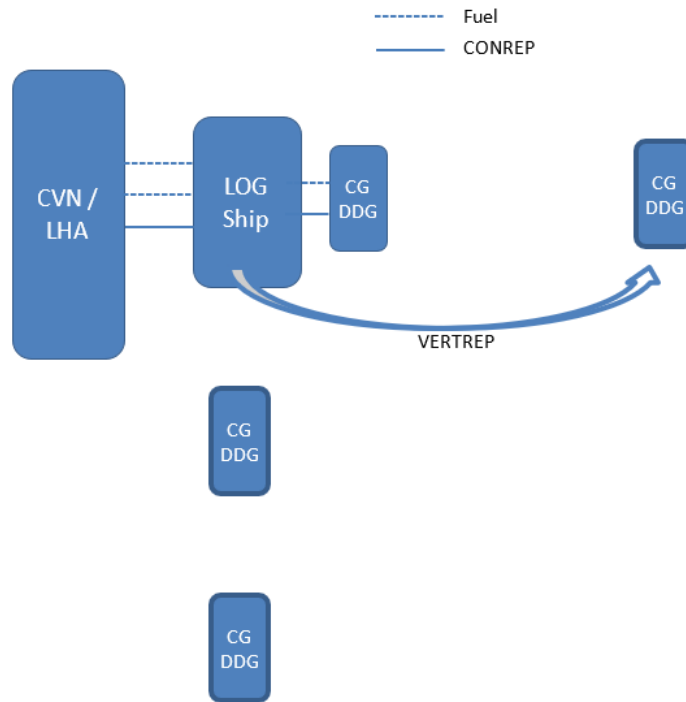 Fuel
CONREP
CVN /
LHA
LOG
Ship
CG
DDG
CG
DDG
VERTREP
CG
DDG
CG
DDG